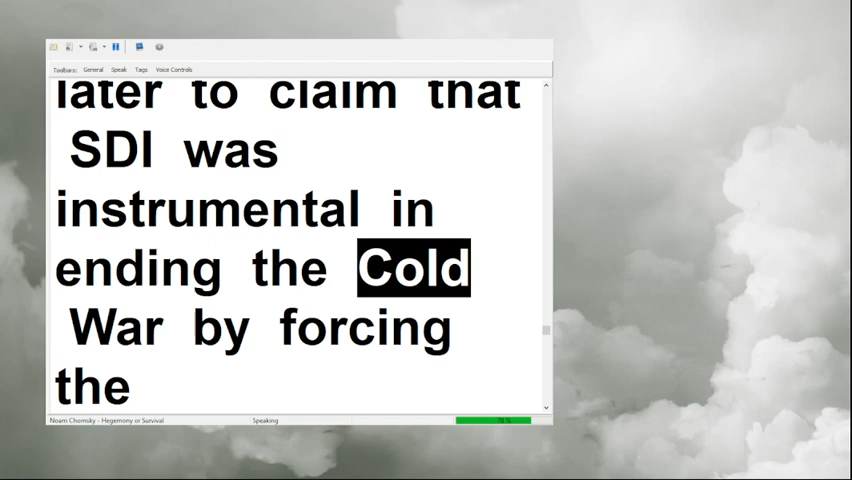 Toolbars: General Speak Tags Voice Controls
later to claim that
SDI was
instrumental in
ending the Cold
War by forcing
the
Noam Chomsky - Hegemony or Survival Speaking 78 %